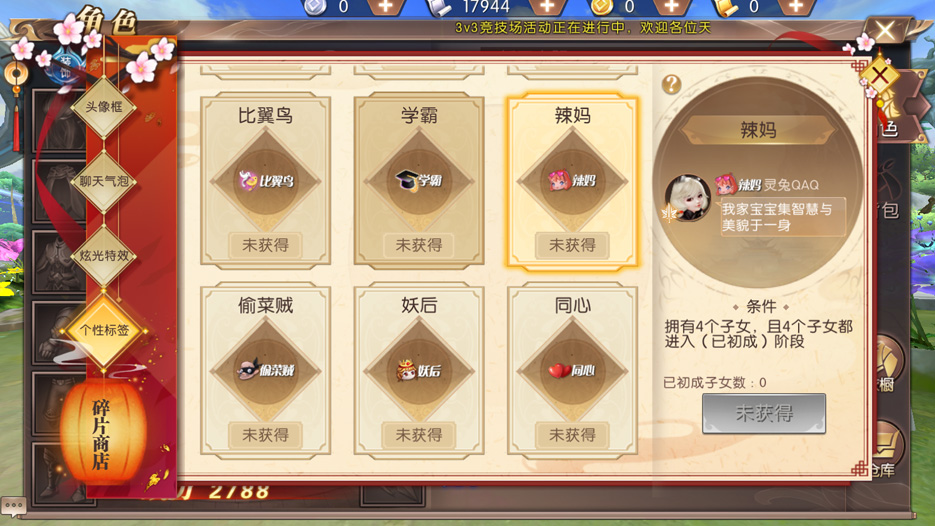 角色
0
17944
0
0
3v3竞技场活动正在进行中，欢迎各位天
装饰
头像框
聊天气泡
炫光特效
个性标签
碎片商店
比翼鸟
比翼鸟
未获得
学霸
学霸
未获得
辣妈
辣妈
未获得
偷菜贼
偷菜贼
未获得
妖后
妖后
未获得
同心
同心
未获得
辣妈
辣妈 灵兔QAQ
我家宝宝集智慧与
美貌于一身
条件
拥有4个子女，且4个子女都
进入（已初成）阶段
已初成子女数：0
未获得
色
包
橱
仓库
2788